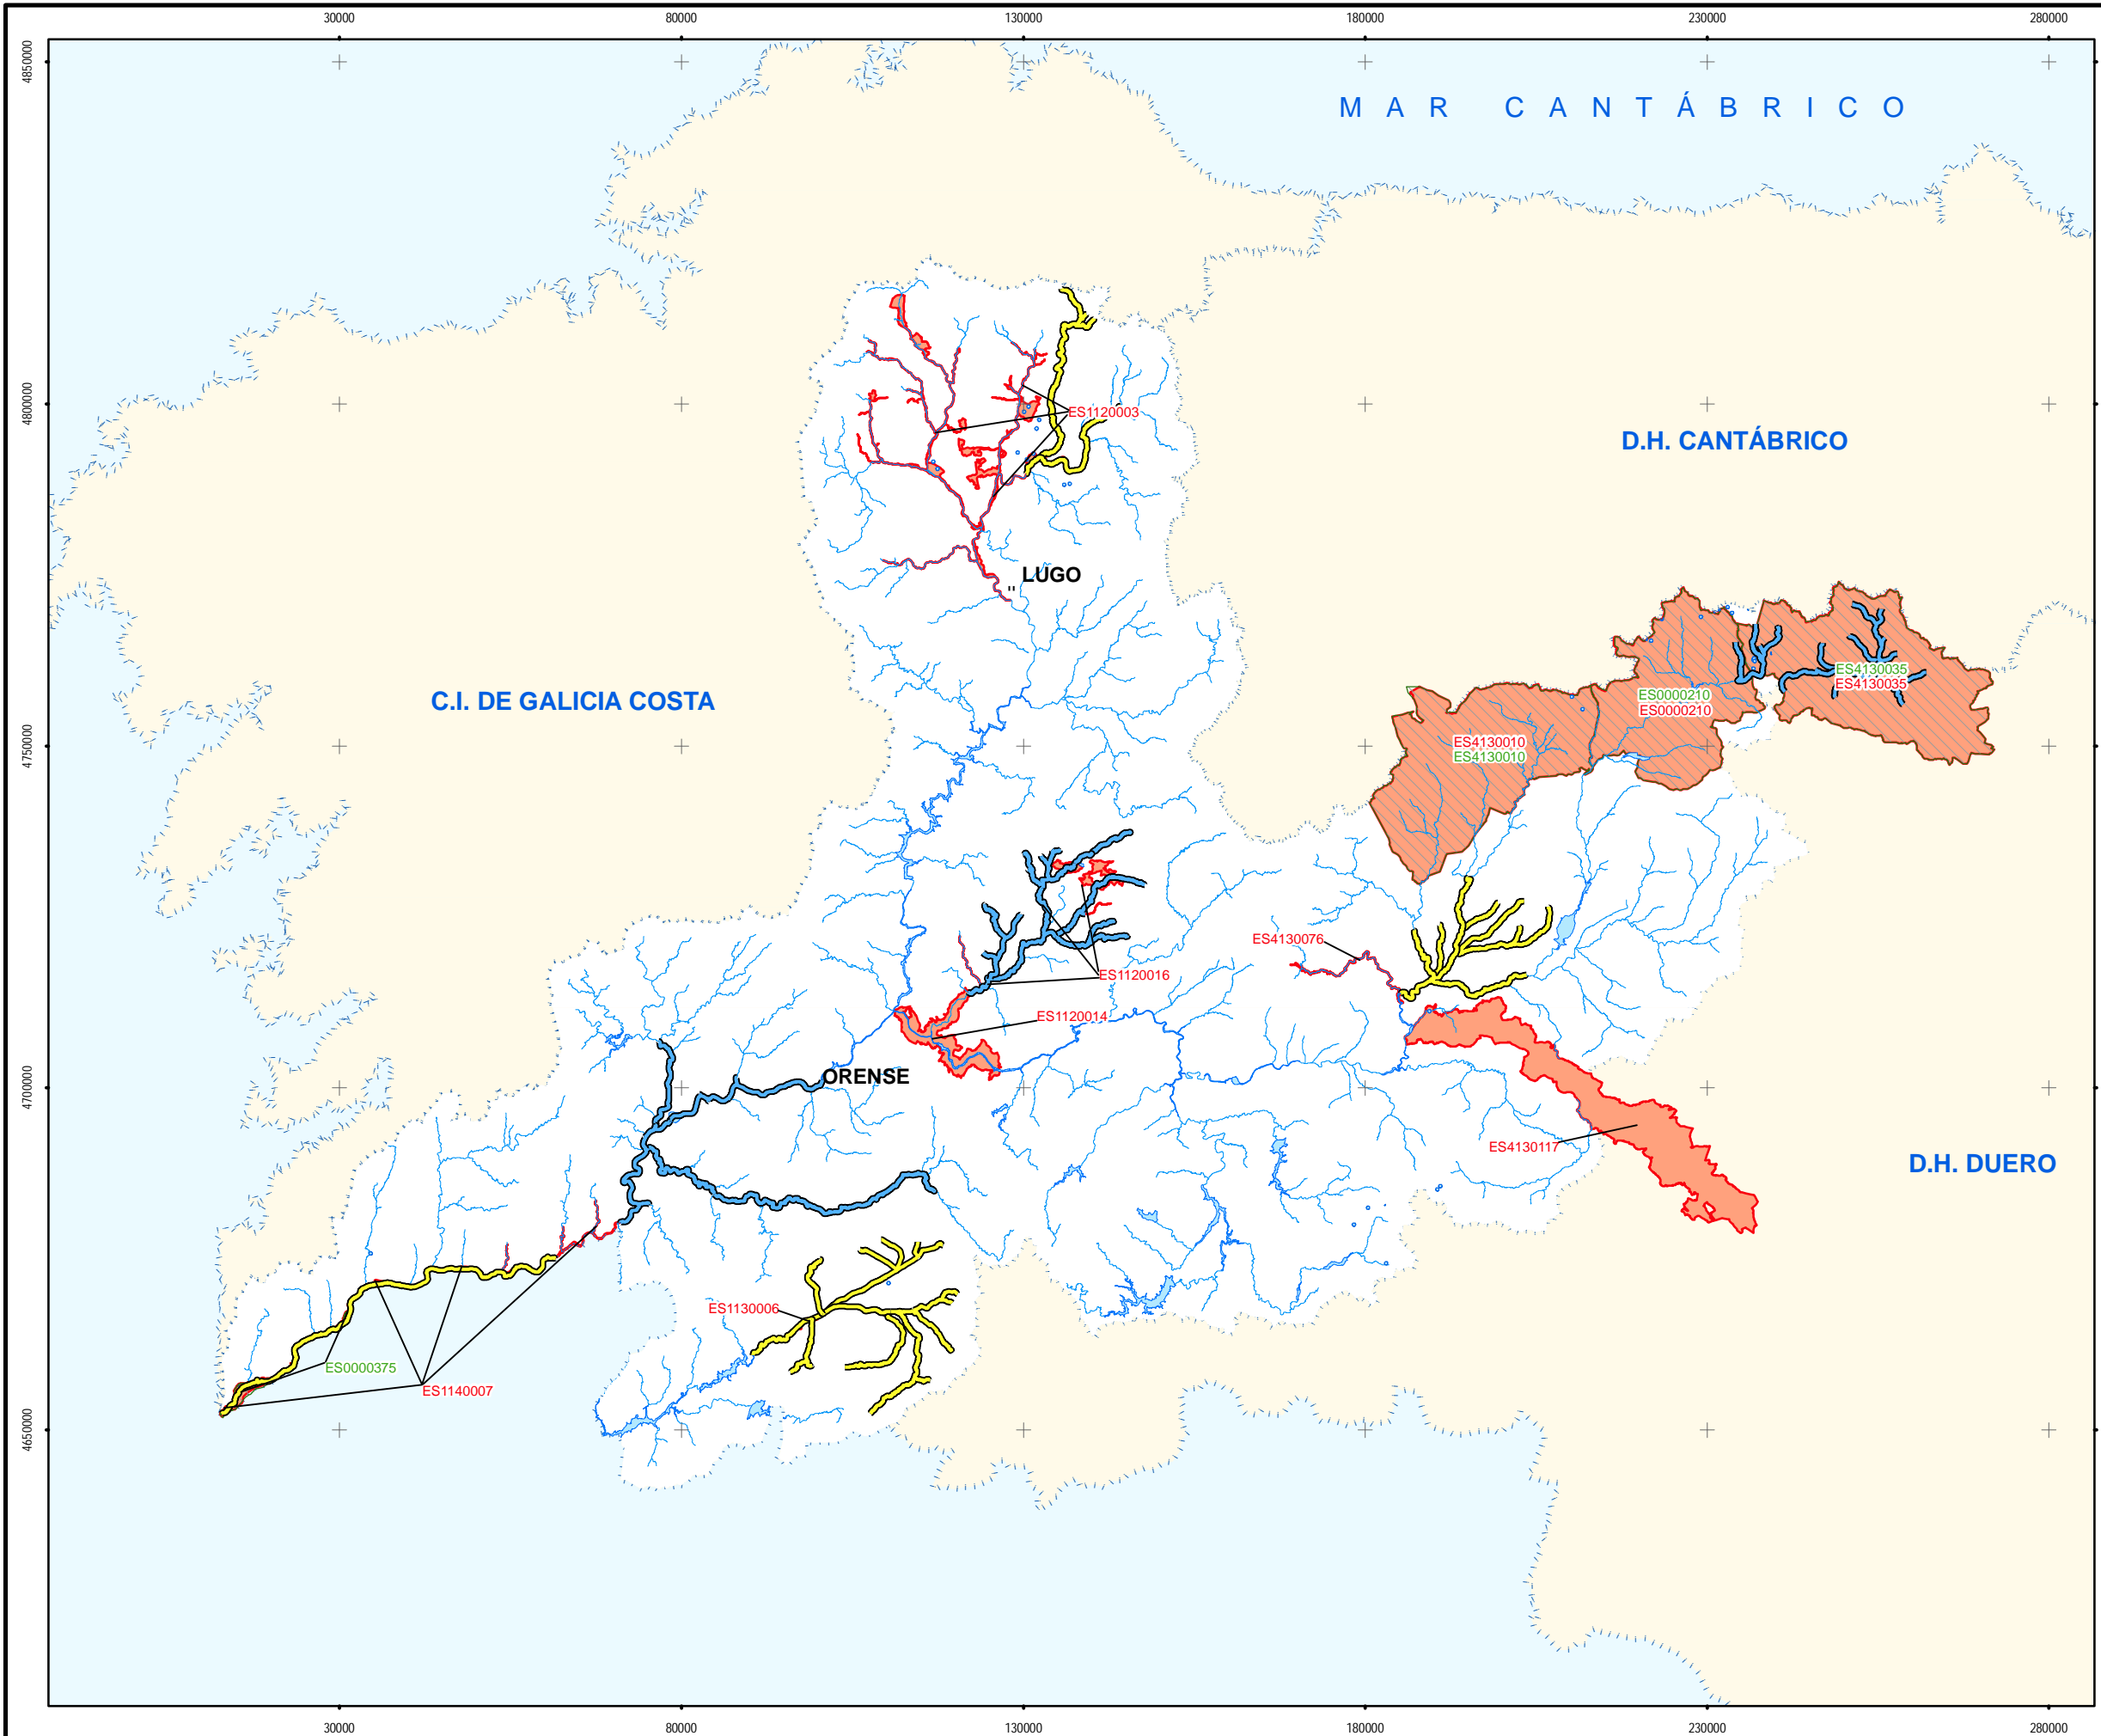 30000 80000 130000 180000 230000 280000
4850000
MAR CANTÁBRICO
4800000
ES1120003
D.H. CANTÁBRICO
LUGO
ES4130035
ES4130035
ES0000210
ES0000210
C.I. DE GALICIA COSTA
ES4130010
ES4130010
4750000
ES4130076
ES1120016
ES1120014
ORENSE
4700000
ES4130117
D.H. DUERO
ES1130006
ES0000375
ES1140007
4650000
30000 80000 130000 180000 230000 280000